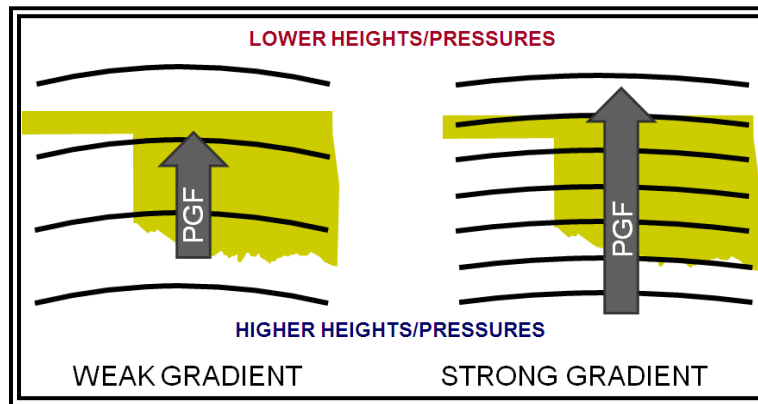 LOWER HEIGHTS/PRESSURES
PGF
PGF
HIGHER HEIGHTS/PRESSURES
WEAK GRADIENT
STRONG GRADIENT